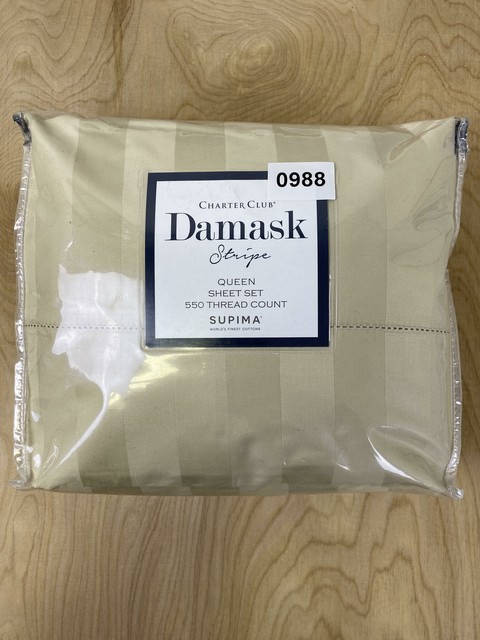 0988
CHARTER CLUB®
Damask
Stripe
QUEEN
SHEET SET
550 THREAD COUNT
SUPIMA®
WORLD'S FINEST COTTONS